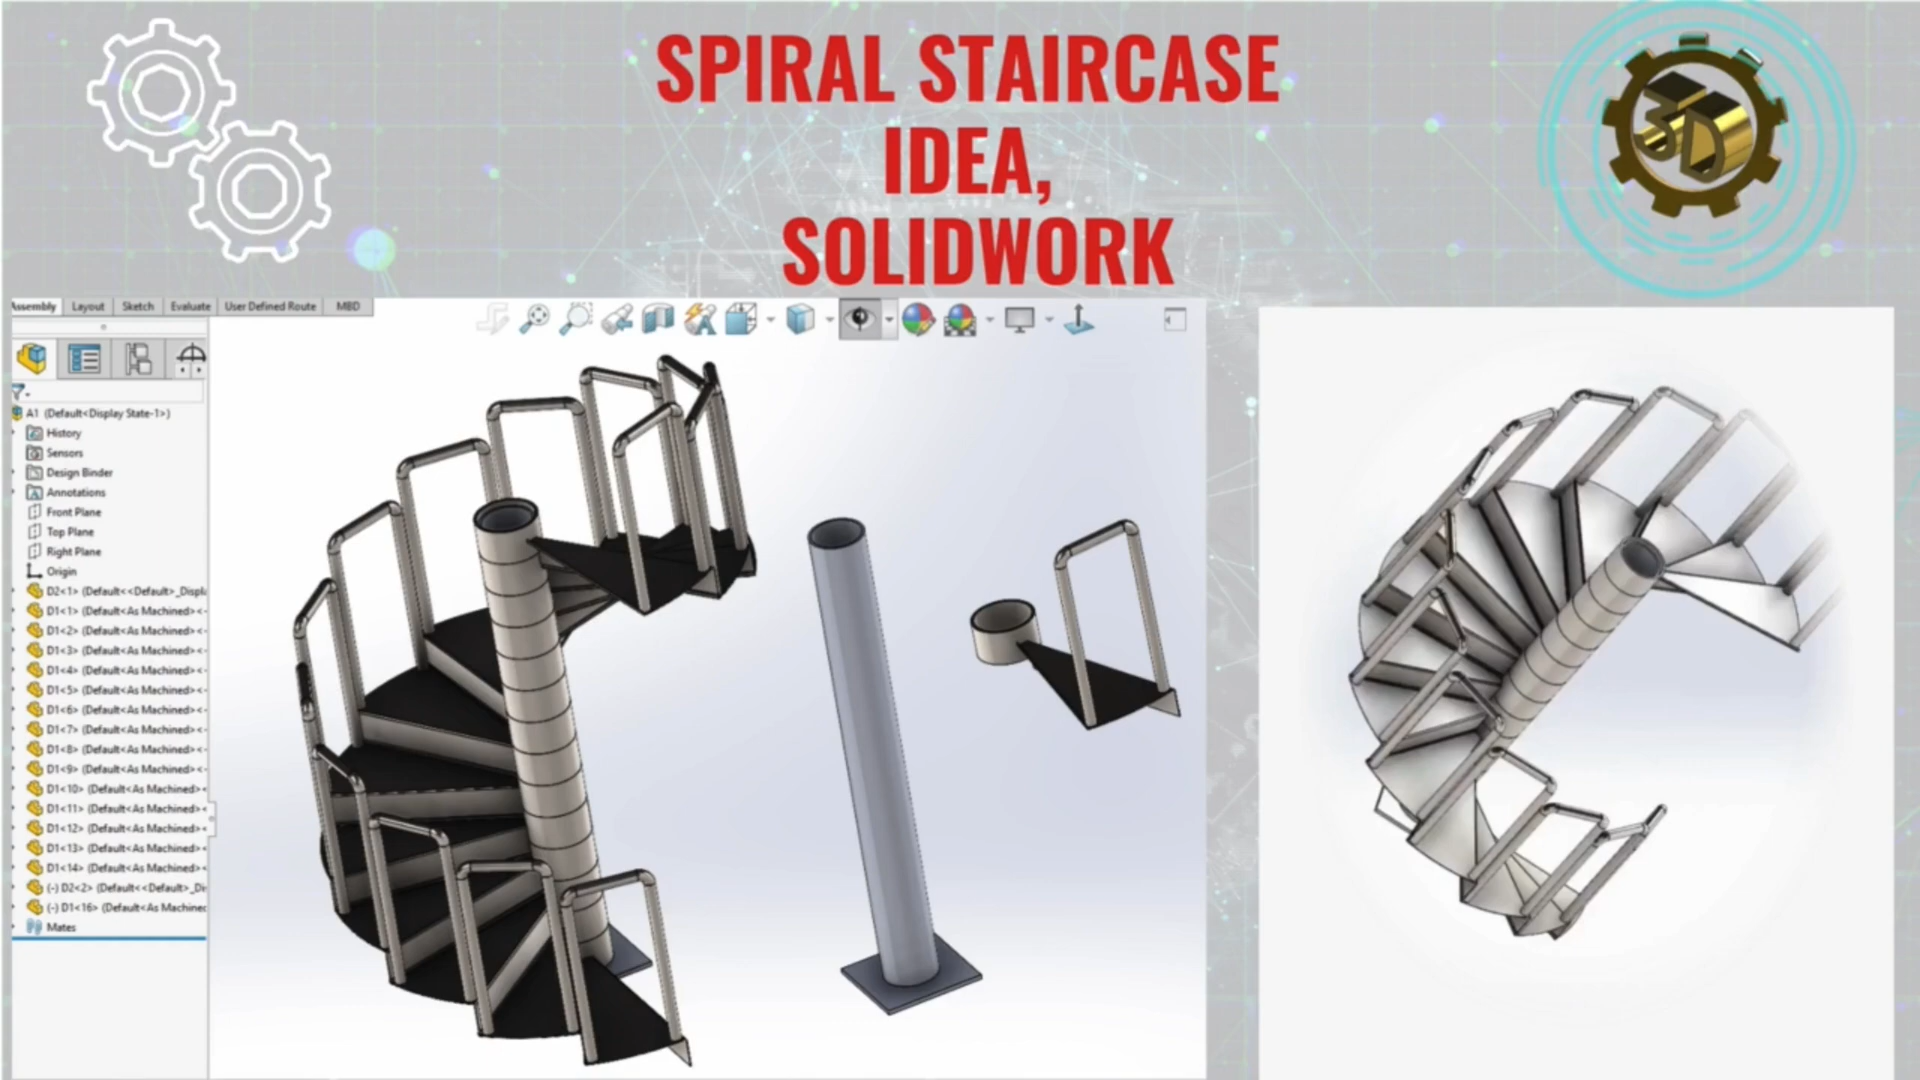 SPIRAL STAIRCASE
IDEA,
SOLIDWORK
3D
Assembly Layout Sketch Evaluate User Defined Route MBD
A1 (Default<Display State-1>)
History
Sensors
Design Binder
Annotations
Front Plane
Top Plane
Right Plane
Origin
D2<1> (Default<<Default>_Displ
D1<1> (Default<As Machined><-
D1<2> (Default<As Machined><-
D1<3> (Default<As Machined><-
D1<4> (Default<As Machined><-
D1<5> (Default<As Machined><-
D1<6> (Default<As Machined><-
D1<7> (Default<As Machined><-
D1<8> (Default<As Machined><-
D1<9> (Default<As Machined><-
D1<10> (Default<As Machined><
D1<11> (Default<As Machined><
D1<12> (Default<As Machined><
D1<13> (Default<As Machined><
D1<14> (Default<As Machined><
(-) D2<2> (Default<<Default>_Di
(-) D1<16> (Default<As Machined
Mates